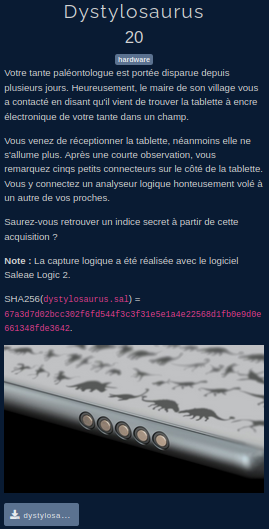 Dystylosaurus
20
hardware
Votre tante paléontologue est portée disparue depuis
plusieurs jours. Heureusement, le maire de son village vous
a contacté en disant qu'il vient de trouver la tablette à encre
électronique de votre tante dans un champ.
Vous venez de réceptionner la tablette, néanmoins elle ne
s'allume plus. Après une courte observation, vous
remarquez cinqs petits connecteurs sur le côté de la tablette.
Vous y connectez un analyseur logique honteusement volé à
un autre de vos proches.
Saurez-vous retrouver un indice secret à partir de cette
acquisition ?
Note : La capture logique a été réalisée avec le logiciel
Saleae Logic 2.
SHA256(dystylosaurus.sal) =
67a3d7d02bcc302f6fd544f3c3f31e5e1a4e22568d1fb0e9d0e
661348fde3642.
dystylosa...